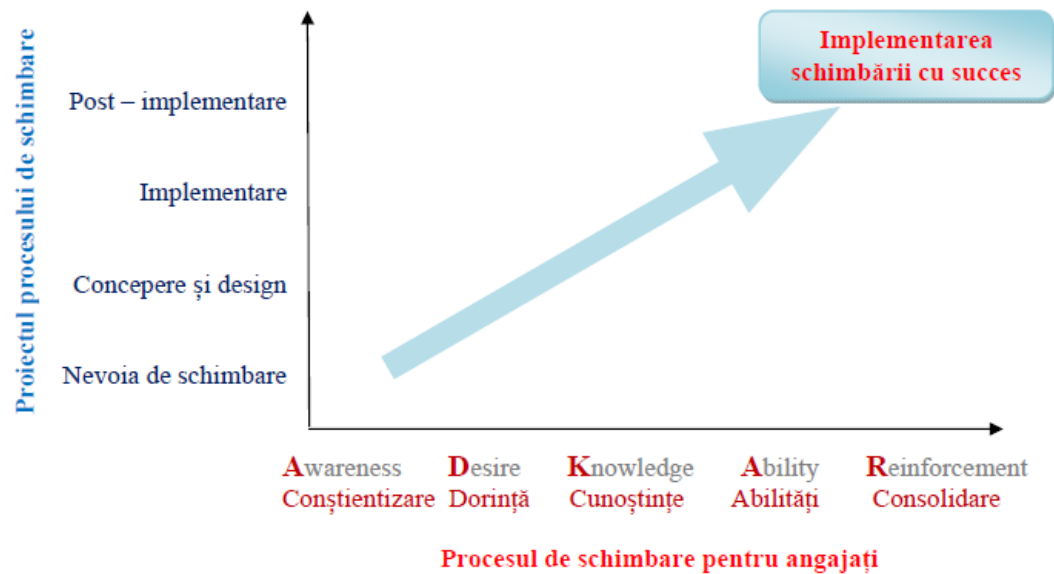 Proiectul procesului de schimbare
Implementarea
schimbării cu succes
Post – implementare
Implementare
Concepere și design
Nevoia de schimbare
Awareness Desire Knowledge Ability Reinforcement
Conștientizare Dorință Cunoștințe Abilități Consolidare
Procesul de schimbare pentru angajați